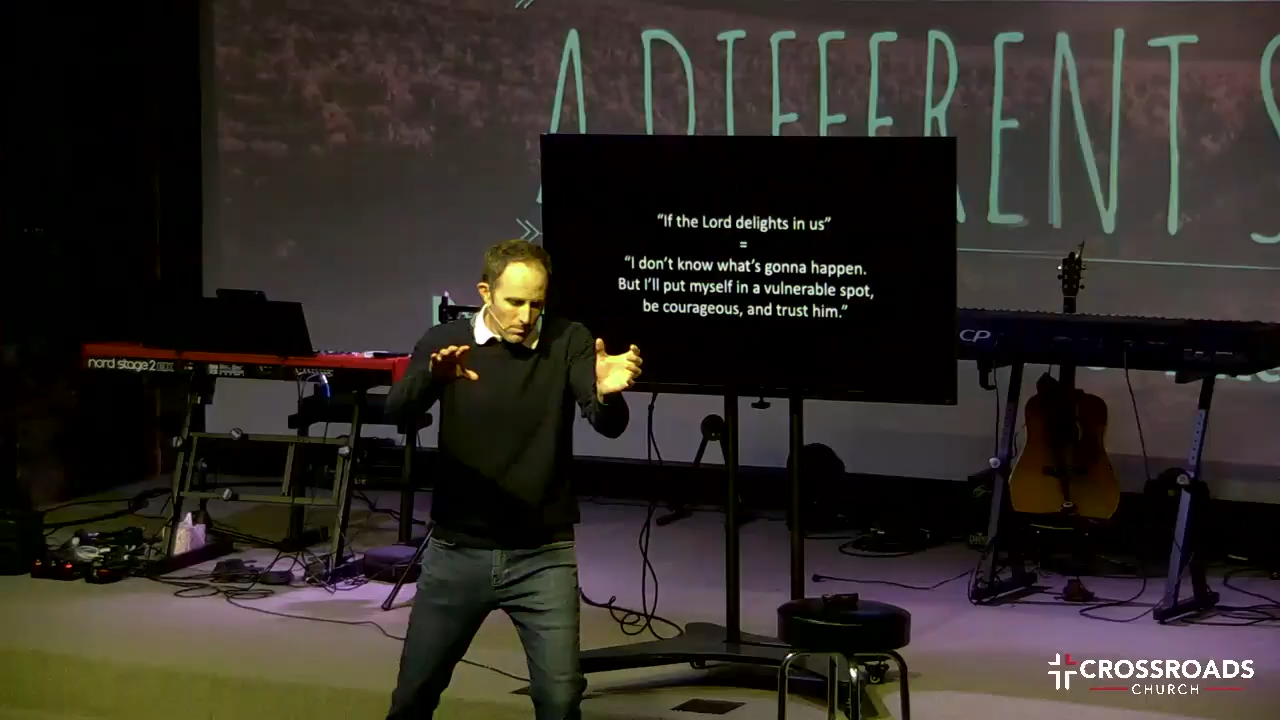 A DIFFERENT
“If the Lord delights in us”
=
“I don’t know what’s gonna happen.
But I’ll put myself in a vulnerable spot,
be courageous, and trust him.”
nord stage 2 EX
CP
CROSSROADS
CHURCH